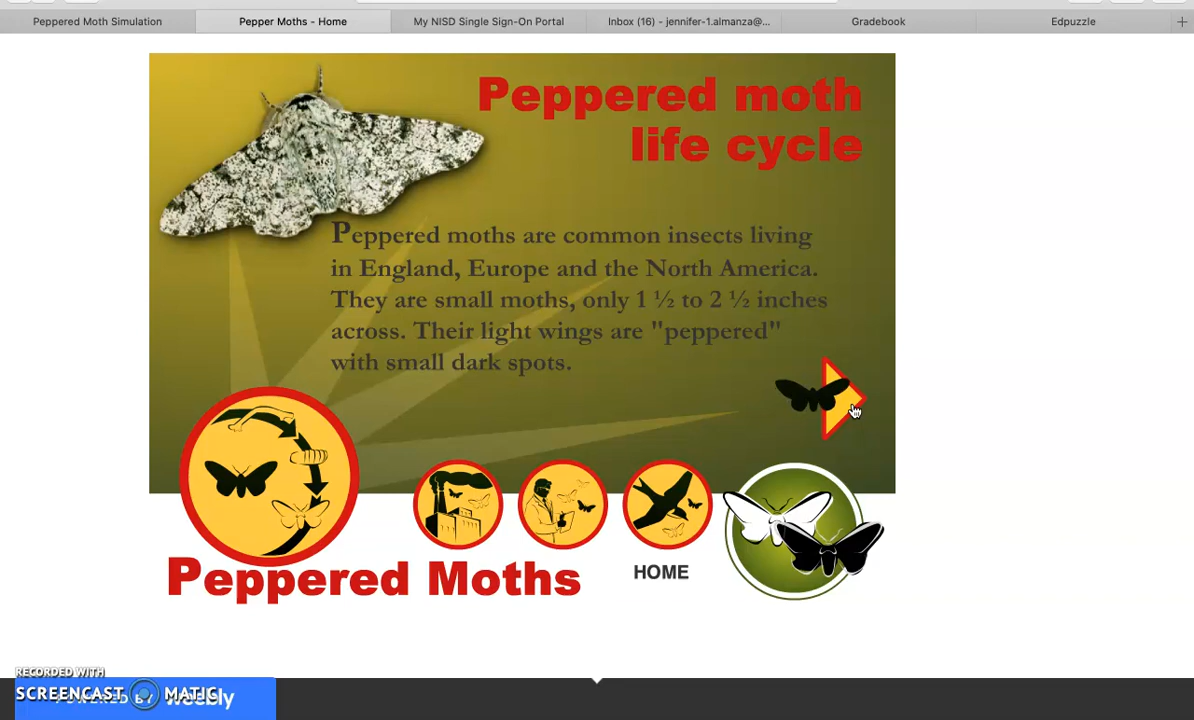 Peppered Moth Simulation
Pepper Moths - Home
My NISD Single Sign-On Portal
Inbox (16) - jennifer-1.almanza@...
Gradebook
Edpuzzle
+
Peppered moth
life cycle
Peppered moths are common insects living
in England, Europe and the North America.
They are small moths, only 1 ½ to 2 ½ inches
across. Their light wings are "peppered"
with small dark spots.
Peppered Moths
HOME
RECORDED WITH
SCREENCAST MATIC
POWERED BY weebly